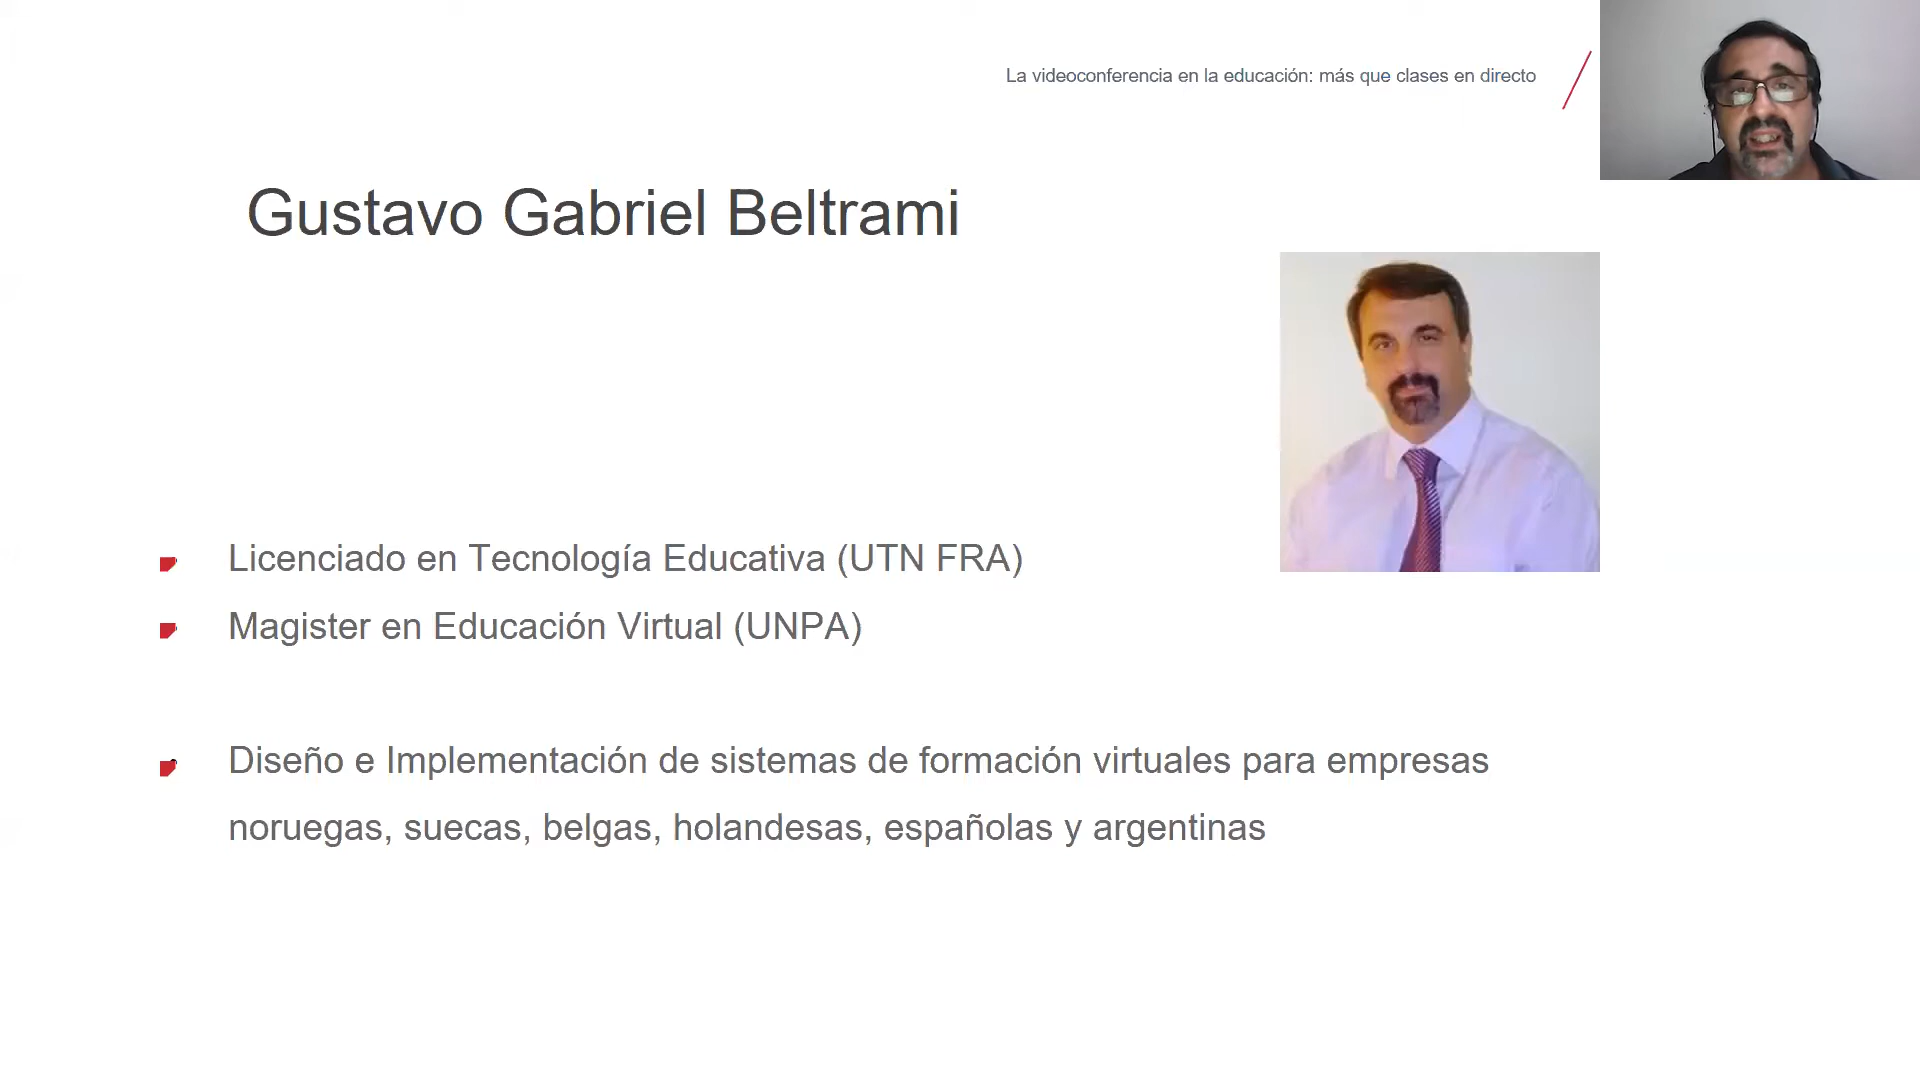 La videoconferencia en la educación: más que clases en directo
Gustavo Gabriel Beltrami
Licenciado en Tecnología Educativa (UTN FRA)
Magister en Educación Virtual (UNPA)
Diseño e Implementación de sistemas de formación virtuales para empresas
noruegas, suecas, belgas, holandesas, españolas y argentinas